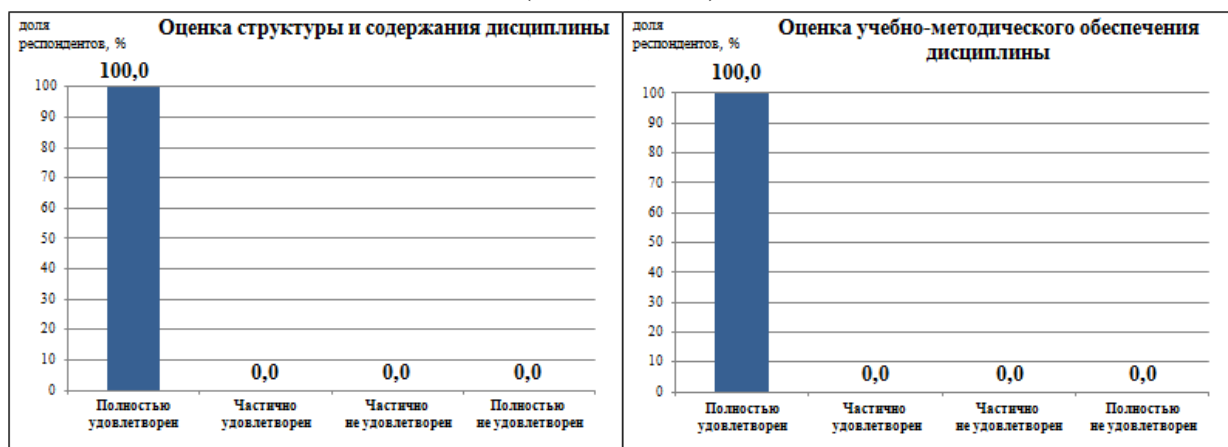 доля
респондентов, %
Оценка структуры и содержания дисциплины
100,0
100
90
80
70
60
50
40
30
20
10
0
0,0
0,0
0,0
Полностью
удовлетворен
Частично
удовлетворен
Частично
не удовлетворен
Полностью
не удовлетворен
доля
респондентов, %
Оценка учебно-методического обеспечения
дисциплины
100,0
100
90
80
70
60
50
40
30
20
10
0
0,0
0,0
0,0
Полностью
удовлетворен
Частично
удовлетворен
Частично
не удовлетворен
Полностью
не удовлетворен